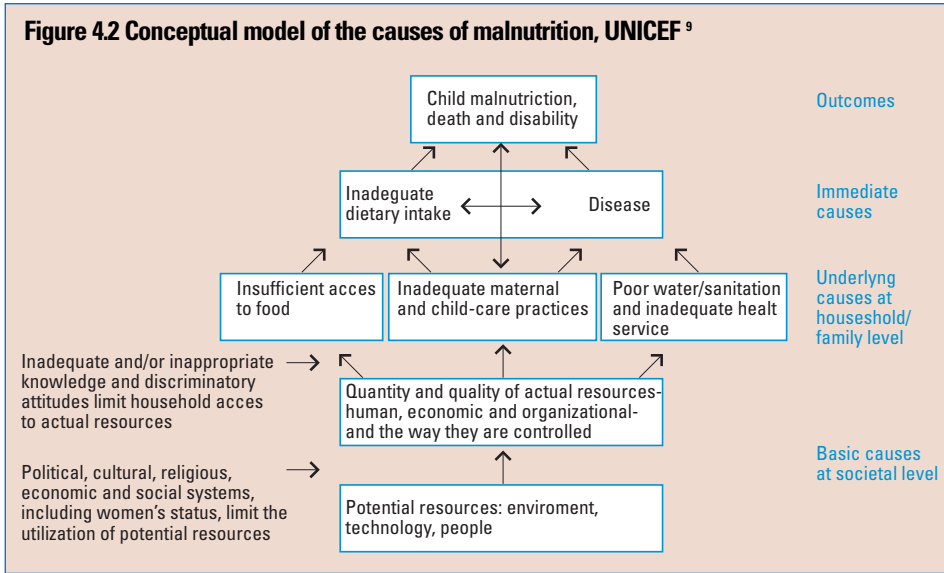 Figure 4.2 Conceptual model of the causes of malnutrition, UNICEF 9
Child malnutriction,
death and disability
Outcomes
Inadeguate
dietary intake
Disease
Immediate
causes
Insufficient acces
to food
Inadequate maternal
and child-care practices
Poor water/sanitation
and inadequate healt
service
Underlyng
causes at
houseshold/
family level
Inadequate and/or inappropriate
knowledge and discriminatory
attitudes limit household acces
to actual resources
Quantity and quality of actual resources-
human, economic and organizational-
and the way they are controlled
Political, cultural, religious,
economic and social systems,
including women's status, limit the
utilization of potential resources
Potential resources: enviroment,
technology, people
Basic causes
at societal level